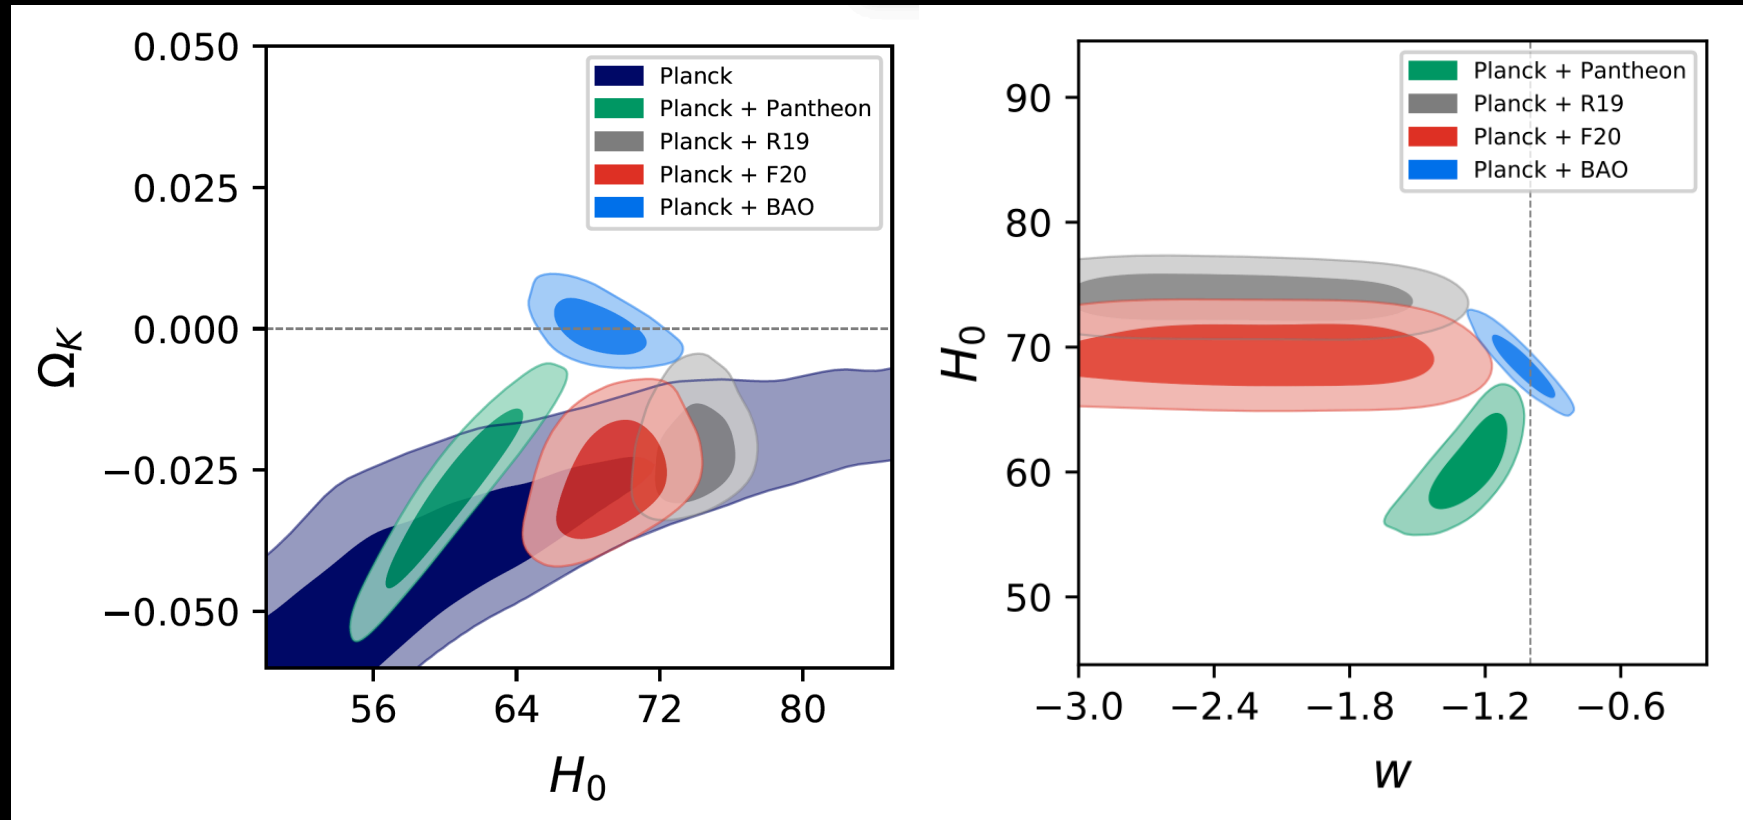 0.050
0.025
0.000
−0.025
−0.050
Ω_K
56 64 72 80
H_0
Planck
Planck + Pantheon
Planck + R19
Planck + F20
Planck + BAO
90
80
70
60
50
H_0
−3.0 −2.4 −1.8 −1.2 −0.6
w
Planck + Pantheon
Planck + R19
Planck + F20
Planck + BAO